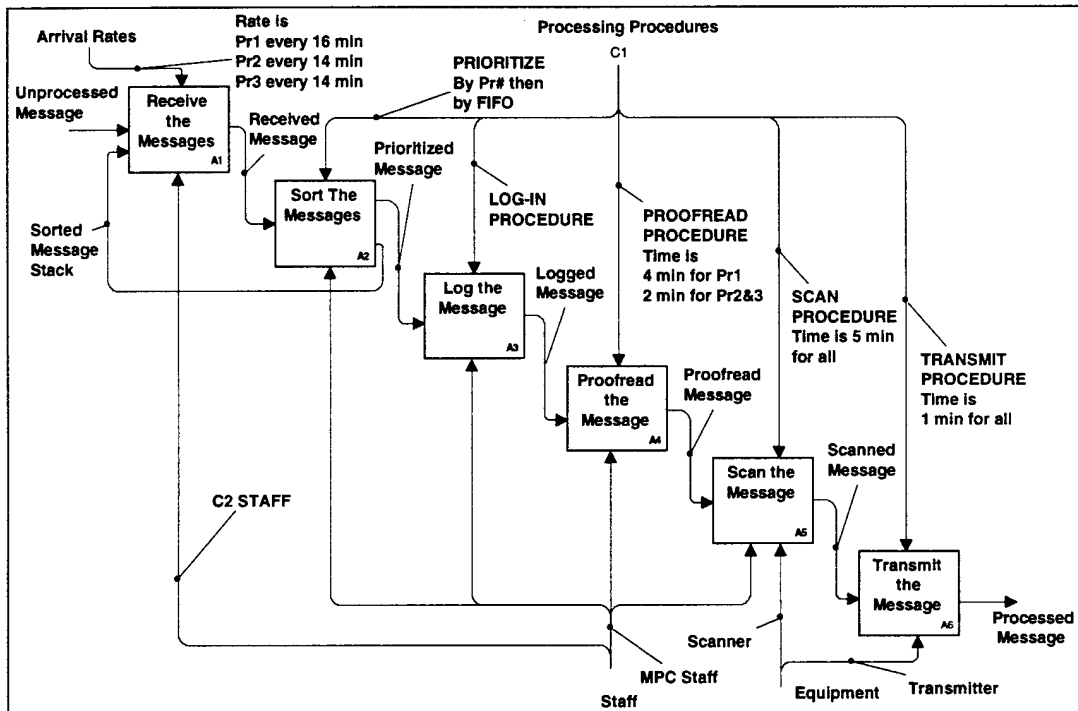 Arrival Rates
Rate is
Pr1 every 16 min
Pr2 every 14 min
Pr3 every 14 min
Processing Procedures
C1
PRIORITIZE
By Pr# then
by FIFO
Unprocessed
Message
Receive
the
Messages
A1
Received
Message
Prioritized
Message
Sort The
Messages
A2
LOG-IN
PROCEDURE
PROOFREAD
PROCEDURE
Time is
4 min for Pr1
2 min for Pr2&3
Sorted
Message
Stack
Log the
Message
A3
Logged
Message
SCAN
PROCEDURE
Time is 5 min
for all
TRANSMIT
PROCEDURE
Time is
1 min for all
Proofread
the
Message
A4
Proofread
Message
Scan the
Message
A5
Scanned
Message
C2 STAFF
Transmit
the
Message
A6
Processed
Message
Scanner
MPC Staff
Staff
Equipment
Transmitter